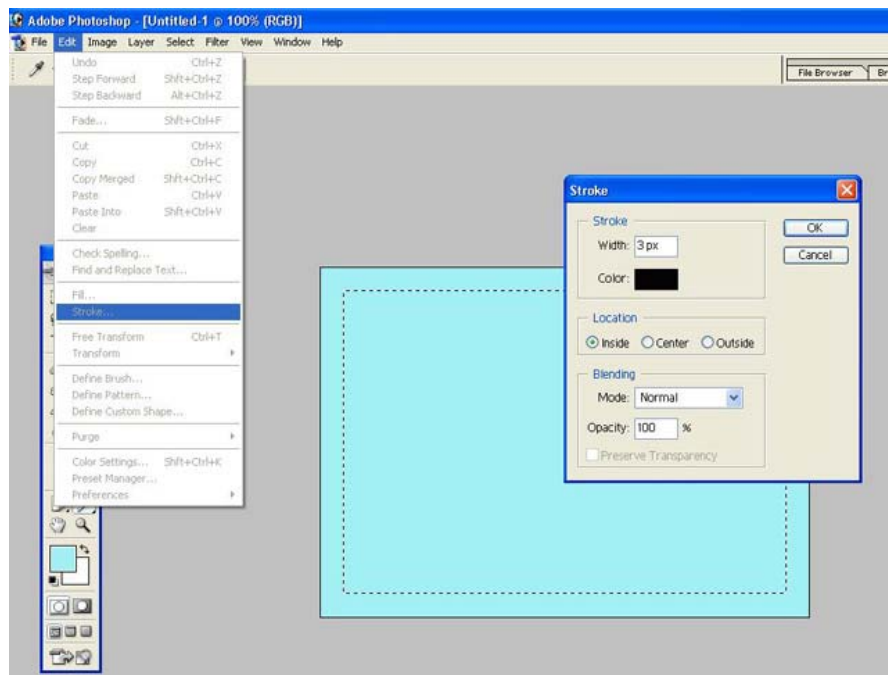 Adobe Photoshop - [Untitled-1 @ 100% (RGB)]
File Edit Image Layer Select Filter View Window Help
File Browser Br
Undo Ctrl+Z
Step Forward Shft+Ctrl+Z
Step Backward Alt+Ctrl+Z
Fade... Shft+Ctrl+F
Cut Ctrl+X
Copy Ctrl+C
Copy Merged Shft+Ctrl+C
Paste Ctrl+V
Paste Into Shft+Ctrl+V
Clear
Check Spelling...
Find and Replace Text...
Fill...
Stroke...
Free Transform Ctrl+T
Transform
Define Brush...
Define Pattern...
Define Custom Shape...
Purge
Color Settings... Shft+Ctrl+K
Preset Manager...
Preferences
Stroke
Stroke
Width: 3 px
Color:
OK
Cancel
Location
Inside Center Outside
Blending
Mode: Normal
Opacity: 100 %
Preserve Transparency